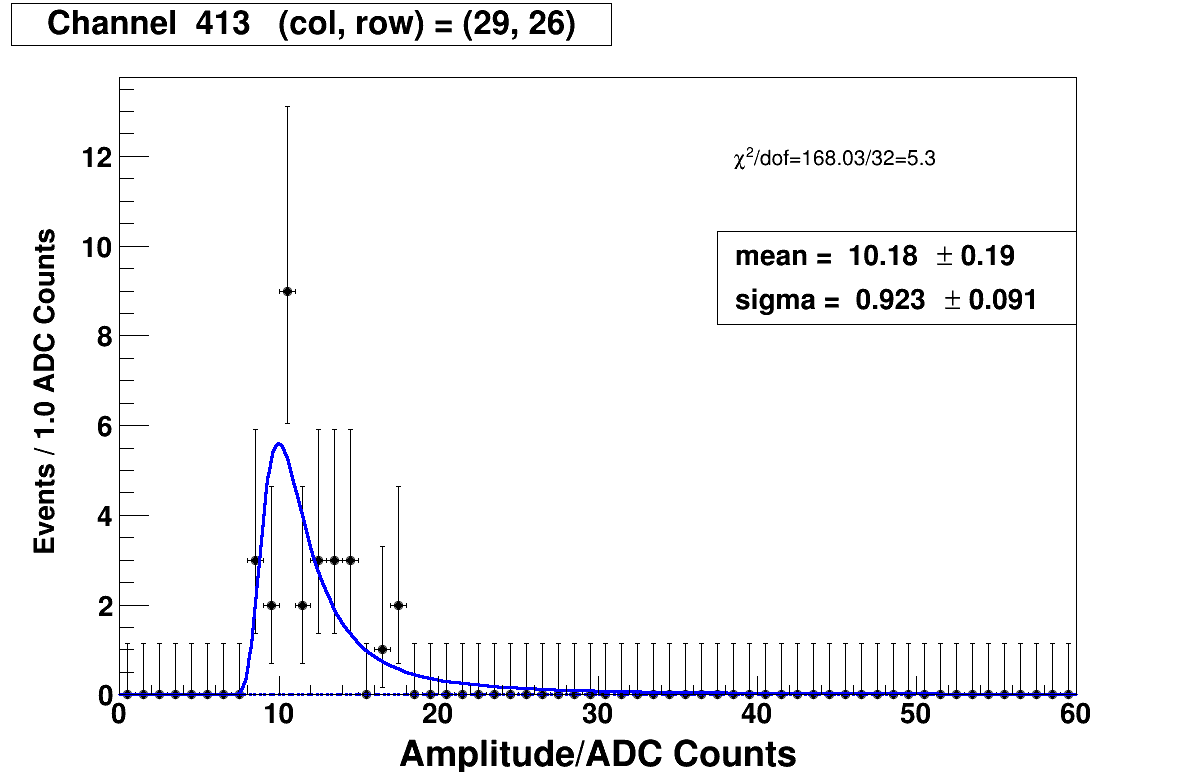 Channel 413 (col, row) = (29, 26)
χ²/dof=168.03/32=5.3
mean = 10.18 ± 0.19
sigma = 0.923 ± 0.091
Events / 1.0 ADC Counts
12
10
8
6
4
2
0
0 10 20 30 40 50 60
Amplitude/ADC Counts